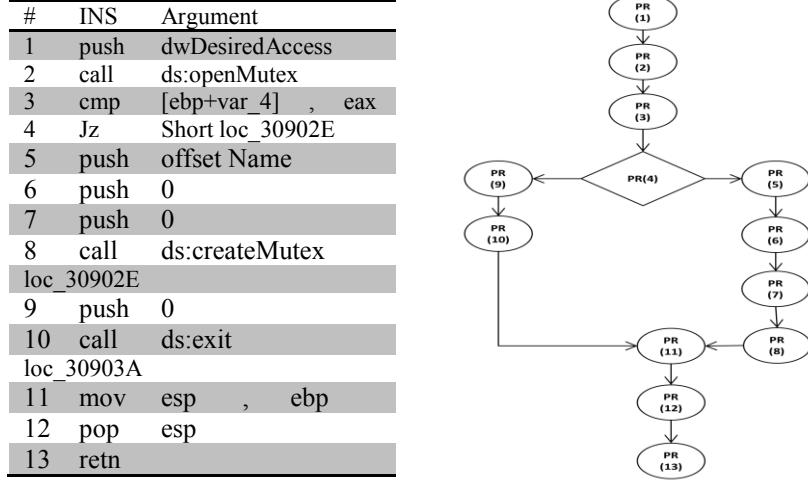 # INS Argument
1 push dwDesiredAccess
2 call ds:openMutex
3 cmp [ebp+var_4] , eax
4 Jz Short loc_30902E
5 push offset Name
6 push 0
7 push 0
8 call ds:createMutex
loc_30902E
9 push 0
10 call ds:exit
loc_30903A
11 mov esp , ebp
12 pop esp
13 retn
PR
(1)
PR
(2)
PR
(3)
PR(4)
PR
(9)
PR
(10)
PR
(5)
PR
(6)
PR
(7)
PR
(8)
PR
(11)
PR
(12)
PR
(13)